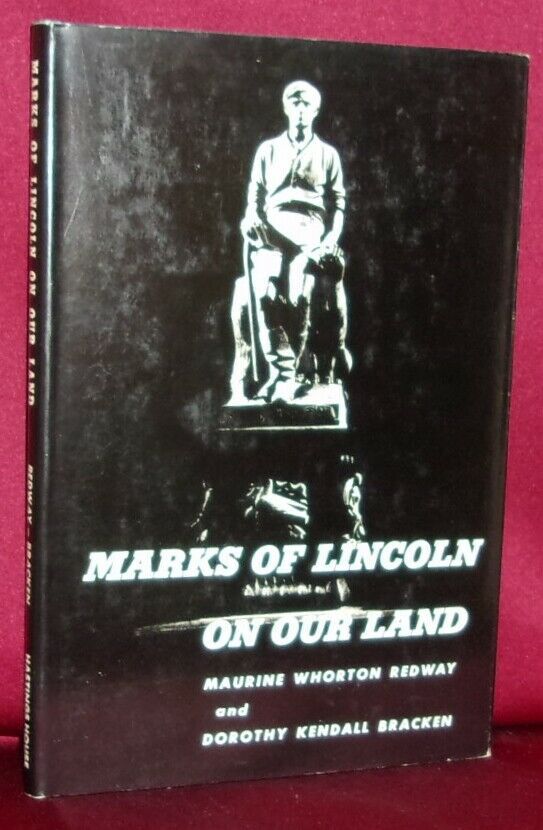 MARKS OF LINCOLN ON OUR LAND REDWAY - BRACKEN HASTINGS HOUSE
MARKS OF LINCOLN
ON OUR LAND
MAURINE WHORTON REDWAY
and
DOROTHY KENDALL BRACKEN